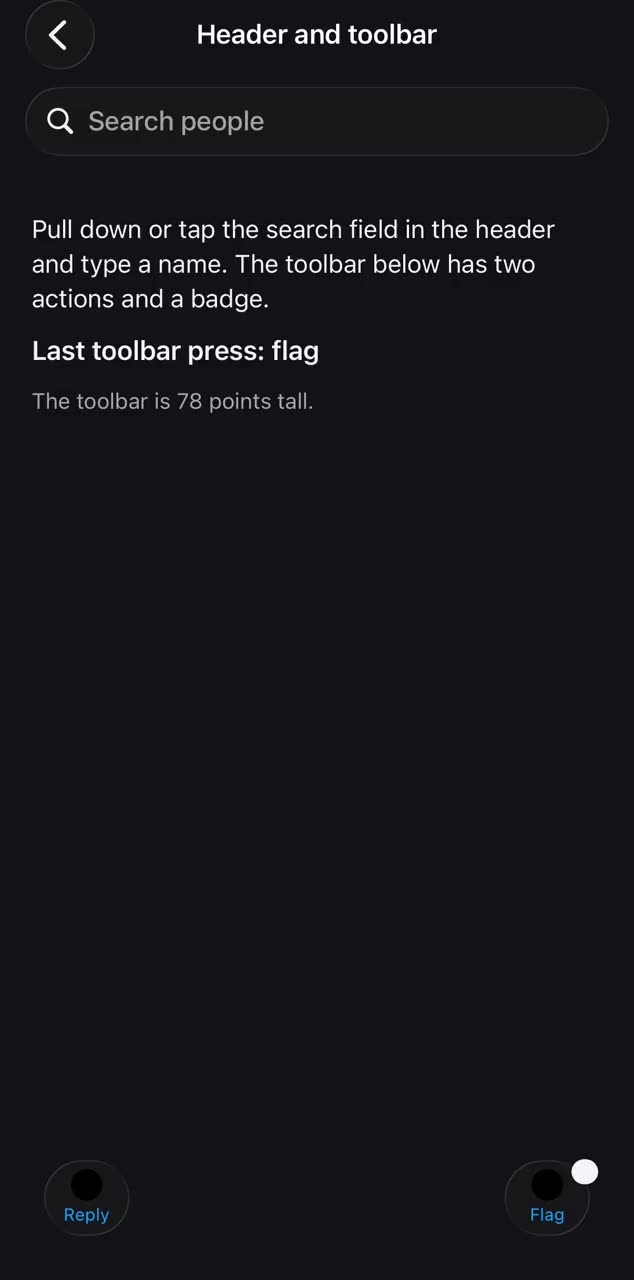 Header and toolbar
Search people
Pull down or tap the search field in the header
and type a name. The toolbar below has two
actions and a badge.
Last toolbar press: flag
The toolbar is 78 points tall.
Reply
Flag